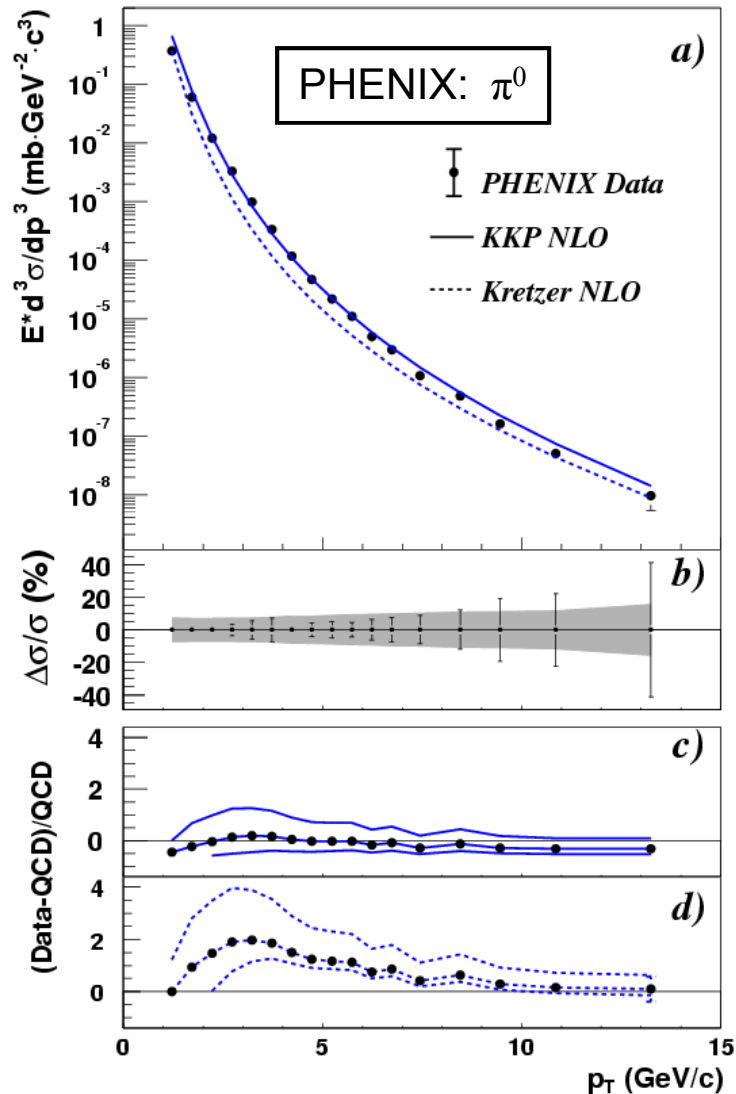 a)
PHENIX: π⁰
PHENIX Data
KKP NLO
Kretzer NLO
E*d³σ/dp³ (mb·GeV⁻²·c³)
1
10⁻¹
10⁻²
10⁻³
10⁻⁴
10⁻⁵
10⁻⁶
10⁻⁷
10⁻⁸
b)
Δσ/σ (%)
40
20
0
-20
-40
c)
(Data-QCD)/QCD
4
2
0
d)
4
2
0
0 5 10 15
pT (GeV/c)